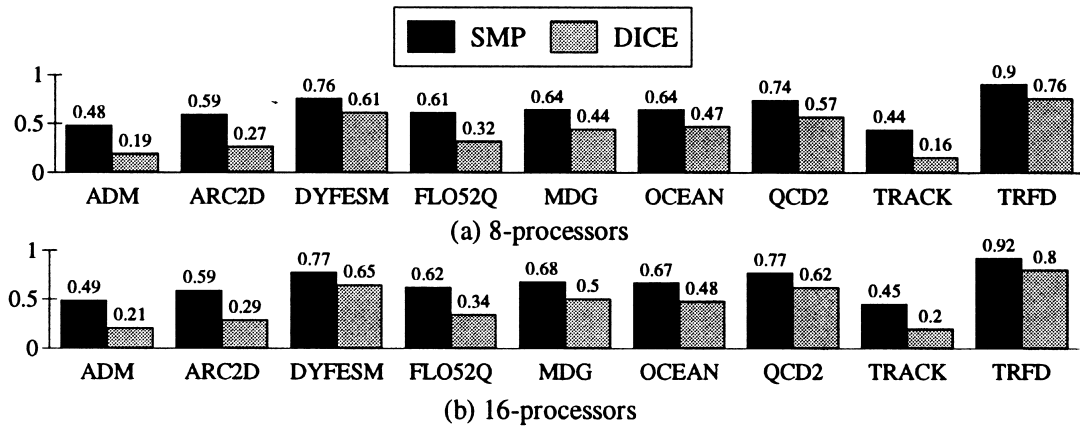 SMP DICE
1
0.5
0
0.48 0.19 0.59 0.27 0.76 0.61 0.61 0.32 0.64 0.44 0.64 0.47 0.74 0.57 0.44 0.16 0.9 0.76
ADM ARC2D DYFESM FLO52Q MDG OCEAN QCD2 TRACK TRFD
(a) 8-processors
1
0.5
0
0.49 0.21 0.59 0.29 0.77 0.65 0.62 0.34 0.68 0.5 0.67 0.48 0.77 0.62 0.45 0.2 0.92 0.8
ADM ARC2D DYFESM FLO52Q MDG OCEAN QCD2 TRACK TRFD
(b) 16-processors